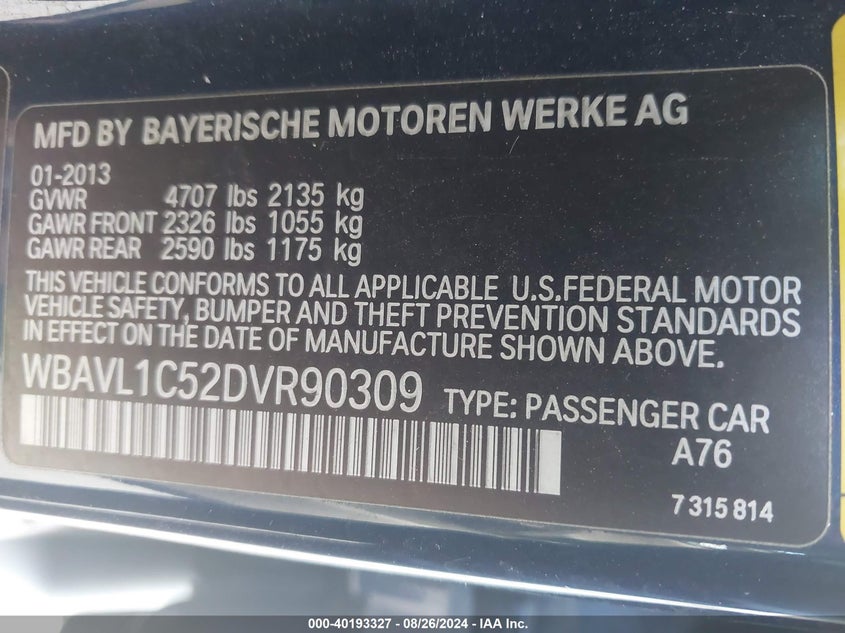 MFD BY BAYERISCHE MOTOREN WERKE AG
01-2013
GVWR 4707 lbs 2135 kg
GAWR FRONT 2326 lbs 1055 kg
GAWR REAR 2590 lbs 1175 kg
THIS VEHICLE CONFORMS TO ALL APPLICABLE U.S.FEDERAL MOTOR
VEHICLE SAFETY, BUMPER AND THEFT PREVENTION STANDARDS
IN EFFECT ON THE DATE OF MANUFACTURE SHOWN ABOVE.
WBAVL1C52DVR90309 TYPE: PASSENGER CAR
A76
7 315 814
000-40193327 - 08/26/2024 - IAA Inc.